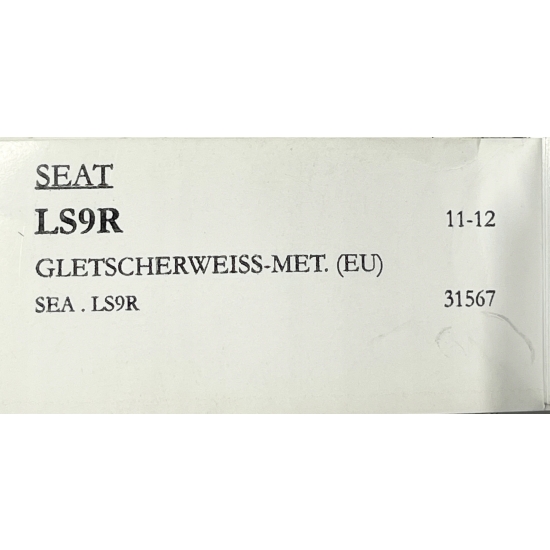 SEAT
LS9R 11-12
GLETSCHERWEISS-MET. (EU)
SEA . LS9R 31567